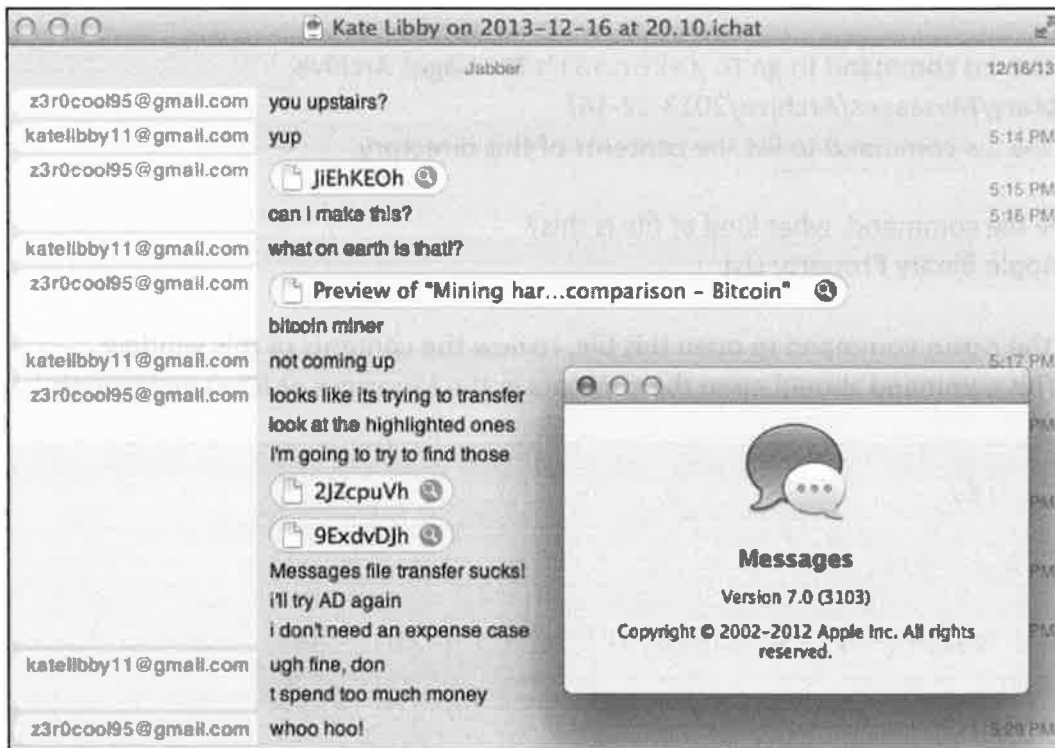 Kate Libby on 2013-12-16 at 20.10.ichat
Jabber 12/16/13
z3r0cool95@gmail.com you upstairs?
katelibby11@gmail.com yup 5:14 PM
z3r0cool95@gmail.com JiEhKEOh 5:15 PM
can I make this? 5:16 PM
katelibby11@gmail.com what on earth is that!?
z3r0cool95@gmail.com Preview of "Mining har...comparison - Bitcoin"
bitcoin miner
katelibby11@gmail.com not coming up 5:17 PM
z3r0cool95@gmail.com looks like its trying to transfer
look at the highlighted ones PM
I'm going to try to find those
2JZcpuVh PM
9ExdvDJh
Messages file transfer sucks! PM
i'll try AD again
i don't need an expense case PM
katelibby11@gmail.com ugh fine, don
t spend too much money
z3r0cool95@gmail.com whoo hoo! PM
Messages
Version 7.0 (3103)
Copyright © 2002-2012 Apple Inc. All rights
reserved.